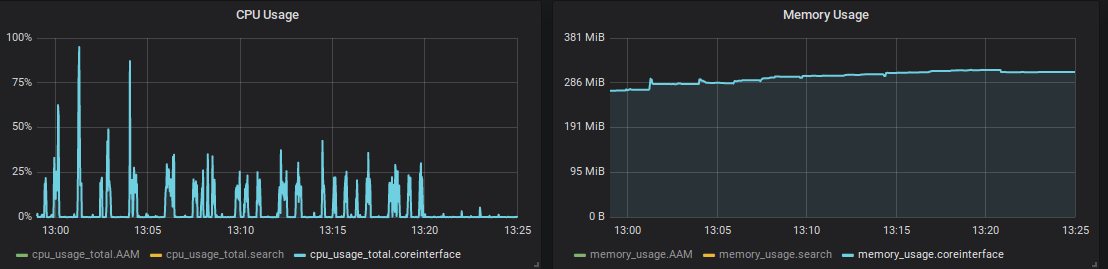 CPU Usage
100%
75%
50%
25%
0%
13:00 13:05 13:10 13:15 13:20 13:25
cpu_usage_total.AAM cpu_usage_total.search cpu_usage_total.coreinterface
Memory Usage
381 MiB
286 MiB
191 MiB
95 MiB
0 B
13:00 13:05 13:10 13:15 13:20 13:25
memory_usage.AAM memory_usage.search memory_usage.coreinterface